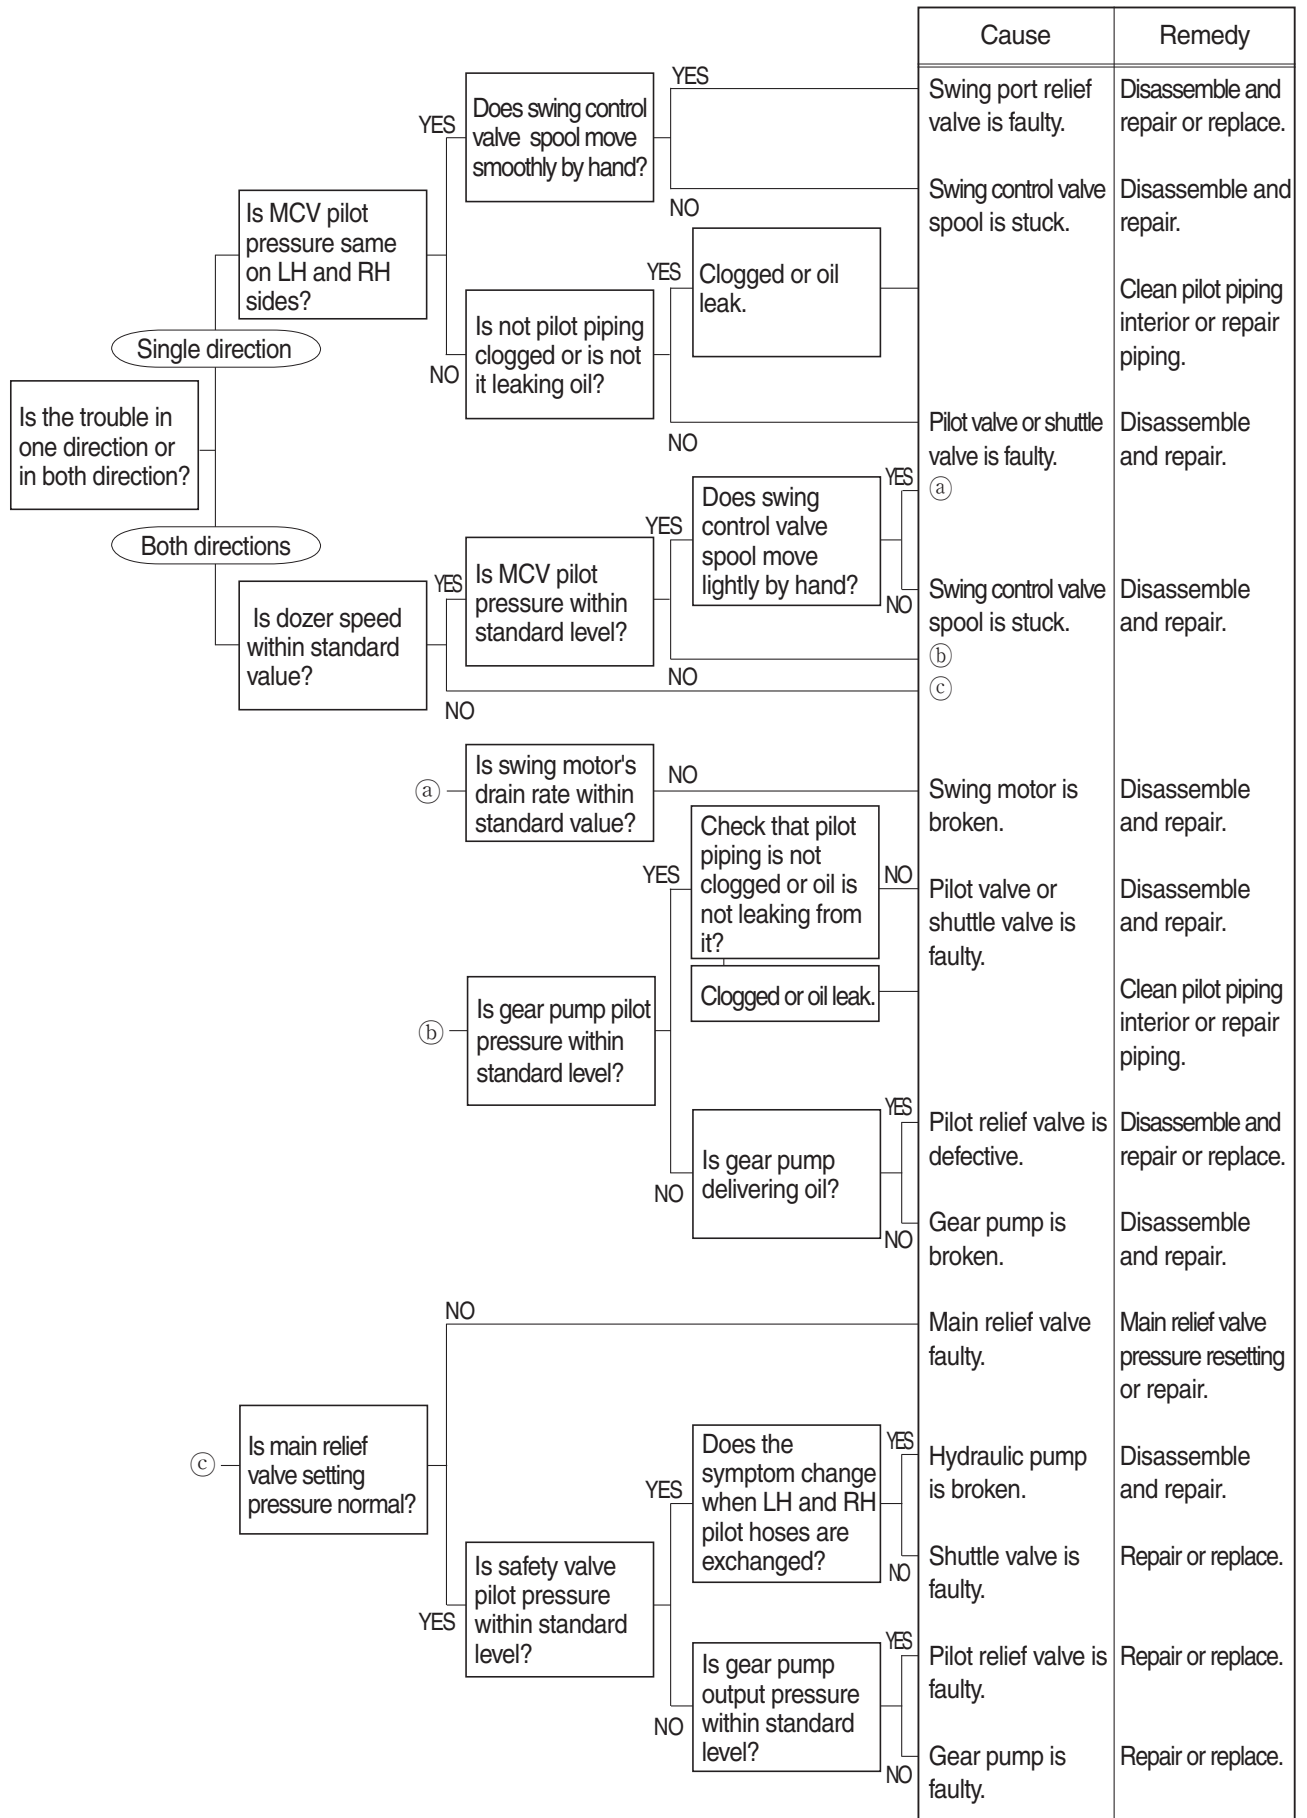 Cause
Remedy
YES
Does swing control
valve spool move
smoothly by hand?
YES
Swing port relief
valve is faulty.
Disassemble and
repair or replace.
NO
Swing control valve
spool is stuck.
Disassemble and
repair.
Is MCV pilot
pressure same
on LH and RH
sides?
YES
Clogged or oil
leak.
Clean pilot piping
interior or repair
piping.
Is not pilot piping
clogged or is not
it leaking oil?
NO
Single direction
NO
Pilot valve or shuttle
valve is faulty.
Disassemble
and repair.
Is the trouble in
one direction or
in both direction?
Both directions
YES
Does swing
control valve
spool move
lightly by hand?
YES
ⓐ
NO
Swing control valve
spool is stuck.
Disassemble
and repair.
YES
Is MCV pilot
pressure within
standard level?
NO
ⓑ
Is dozer speed
within standard
value?
NO
ⓒ
ⓐ
Is swing motor's
drain rate within
standard value?
NO
Swing motor is
broken.
Disassemble
and repair.
YES
Check that pilot
piping is not
clogged or oil is
not leaking from
it?
NO
Pilot valve or
shuttle valve is
faulty.
Disassemble
and repair.
Clogged or oil leak.
Clean pilot piping
interior or repair
piping.
ⓑ
Is gear pump pilot
pressure within
standard level?
NO
Is gear pump
delivering oil?
YES
Pilot relief valve is
defective.
Disassemble and
repair or replace.
NO
Gear pump is
broken.
Disassemble
and repair.
NO
Main relief valve
faulty.
Main relief valve
pressure resetting
or repair.
ⓒ
Is main relief
valve setting
pressure normal?
YES
Is safety valve
pilot pressure
within standard
level?
YES
Does the
symptom change
when LH and RH
pilot hoses are
exchanged?
YES
Hydraulic pump
is broken.
Disassemble
and repair.
NO
Shuttle valve is
faulty.
Repair or replace.
NO
Is gear pump
output pressure
within standard
level?
YES
Pilot relief valve is
faulty.
Repair or replace.
NO
Gear pump is
faulty.
Repair or replace.